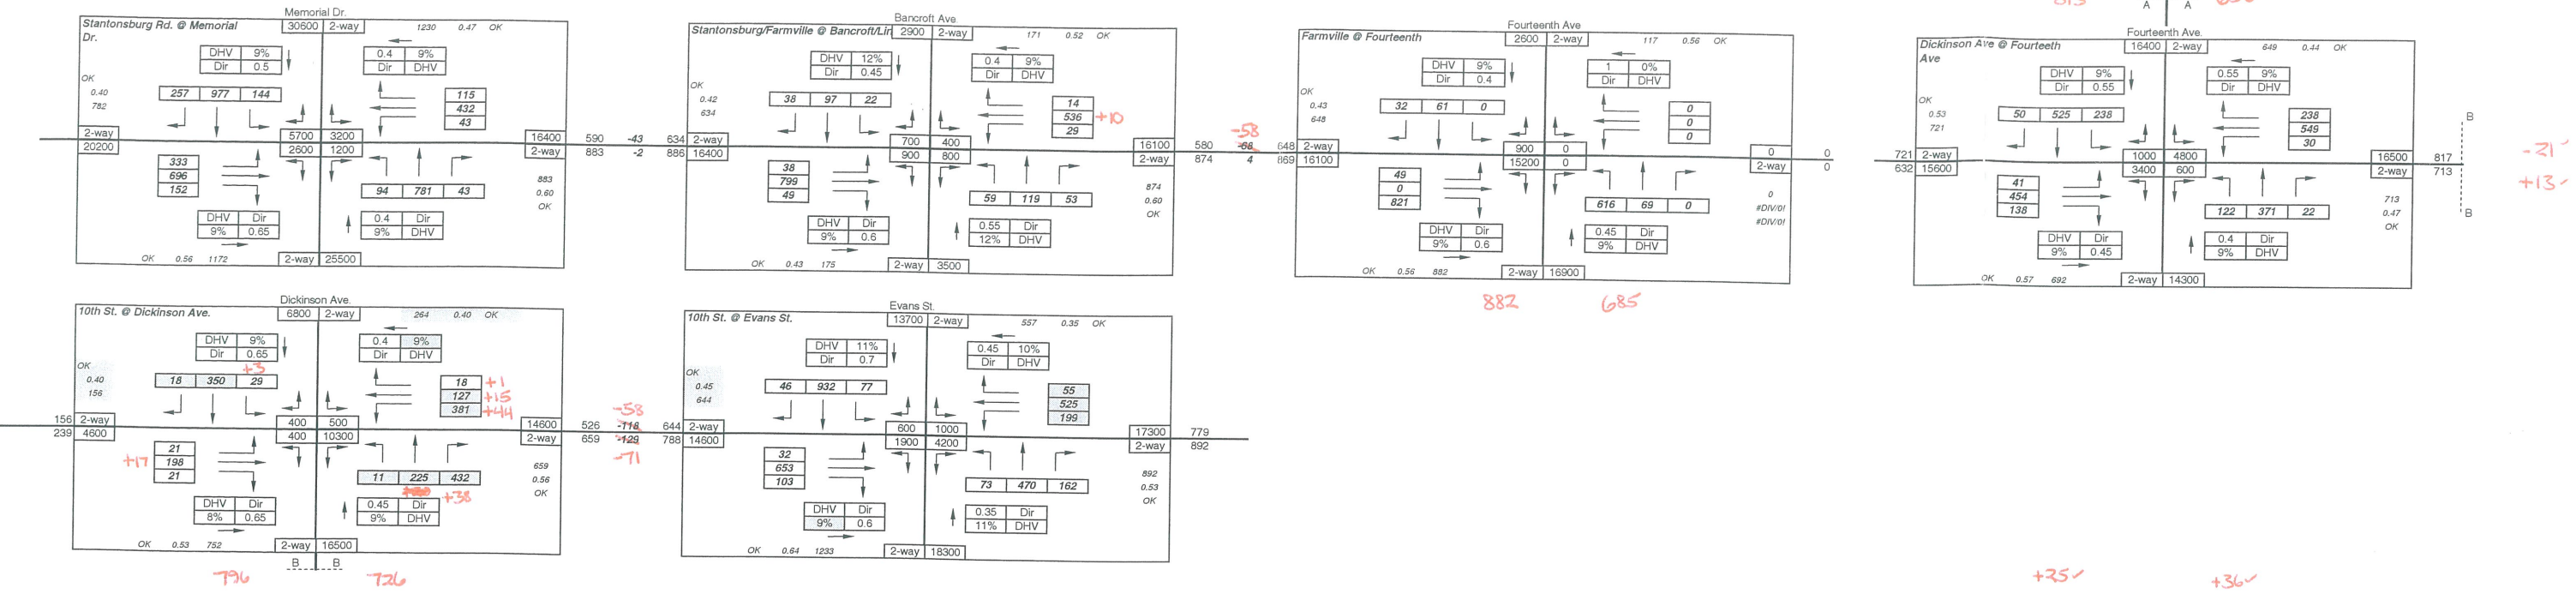 Memorial Dr.
Stantonsburg Rd. @ Memorial Dr.
30600 2-way
1230 0.47 OK
DHV 9%
Dir 0.5
0.4 9%
Dir DHV
OK
0.40
782
257 977 144
115
432
43
2-way
20200
5700 3200
2600 1200
16400
2-way
590 -43 634
883 -2 886
333
696
152
94 781 43
883
0.60
OK
DHV Dir
9% 0.65
0.4 Dir
9% DHV
OK 0.56 1172
2-way 25500
Bancroft Ave.
Stantonsburg/Farmville @ Bancroft/Lin
2900 2-way
171 0.52 OK
DHV 12%
Dir 0.45
0.4 9%
Dir DHV
OK
0.42
634
38 97 22
14
536 +10
29
2-way
16400
700 400
900 800
16100
2-way
-58
580 -68 648
874 4 869
38
799
49
59 119 53
874
0.60
OK
DHV Dir
9% 0.6
0.55 Dir
12% DHV
OK 0.43 175
2-way 3500
Fourteenth Ave
Farmville @ Fourteenth
2600 2-way
117 0.56 OK
DHV 9%
Dir 0.4
1 0%
Dir DHV
OK
0.43
648
32 61 0
0
0
0
2-way
16100
900 0
15200 0
0
2-way
0
0
49
0
821
616 69 0
0
#DIV/0!
#DIV/0!
DHV Dir
9% 0.6
0.45 Dir
9% DHV
OK 0.56 882
2-way 16900
882 685
A A
Fourteenth Ave.
Dickinson Ave @ Fourteeth Ave
16400 2-way
649 0.44 OK
DHV 9%
Dir 0.55
0.55 9%
Dir DHV
OK
0.53
721
50 525 238
238
549
30
721 2-way
632 15600
1000 4800
3400 600
16500 817
2-way 713
B
B
-21
+13
41
454
138
122 371 22
713
0.47
OK
DHV Dir
9% 0.45
0.4 Dir
9% DHV
OK 0.57 692
2-way 14300
Dickinson Ave.
10th St. @ Dickinson Ave.
6800 2-way
264 0.40 OK
DHV 9%
Dir 0.65
0.4 9%
Dir DHV
OK
0.40
156
+3
18 350 29
18 +1
127 +15
381 +44
156 2-way
239 4600
400 500
400 10300
14600
2-way
-58
526 -118 644
659 -129 788
-71
21
+17 198
21
11 225 432
+38
659
0.56
OK
DHV Dir
8% 0.65
0.45 Dir
9% DHV
OK 0.53 752
2-way 16500
B B
796 726
Evans St.
10th St. @ Evans St.
13700 2-way
557 0.35 OK
DHV 11%
Dir 0.7
0.45 10%
Dir DHV
OK
0.45
644
46 932 77
55
525
199
2-way
14600
600 1000
1900 4200
17300 779
2-way 892
32
653
103
73 470 162
892
0.53
OK
DHV Dir
9% 0.6
0.35 Dir
11% DHV
OK 0.64 1233
2-way 18300
+25 +36